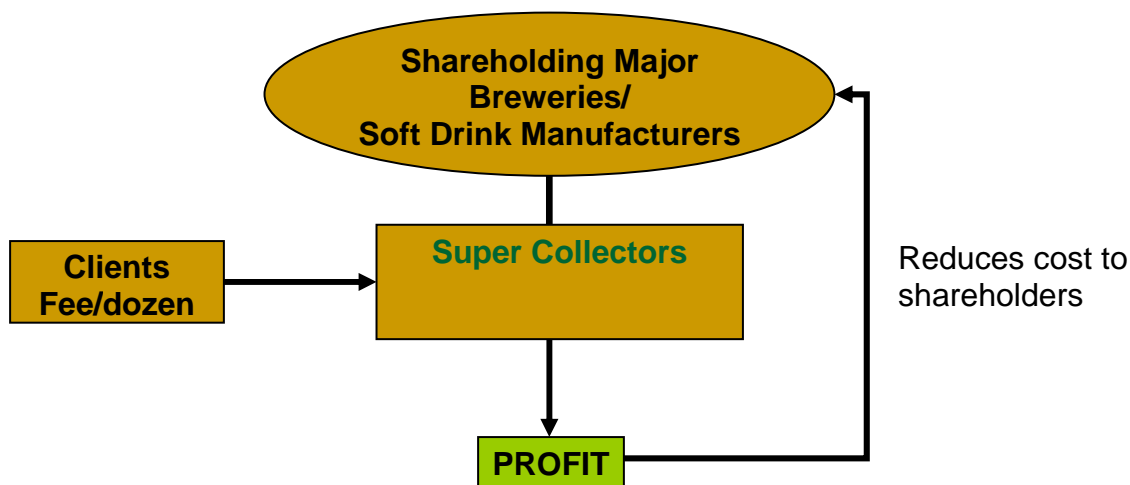 Shareholding Major
Breweries/
Soft Drink Manufacturers
Super Collectors
Clients
Fee/dozen
Reduces cost to
shareholders
PROFIT